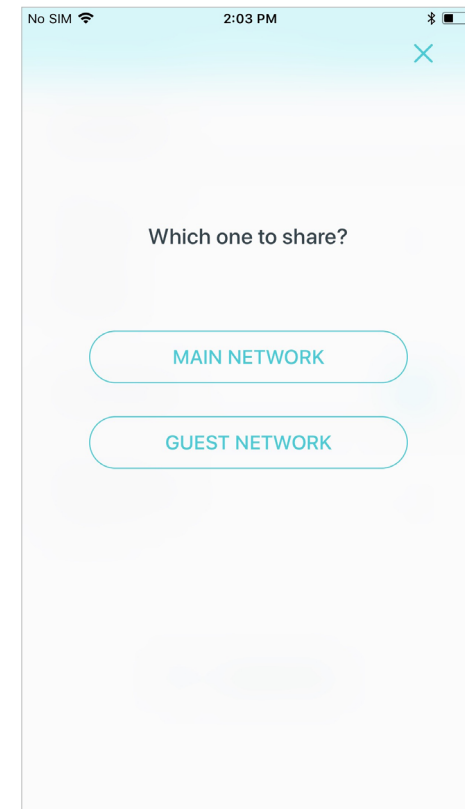 No SIM 2:03 PM
Which one to share?
MAIN NETWORK
GUEST NETWORK